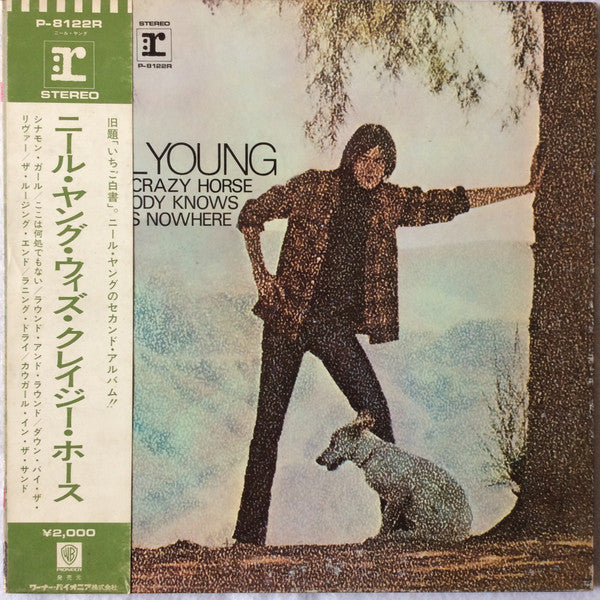 P-8122R
ニール・ヤング
r
STEREO
旧題「いちご白書」。ニール・ヤングのセカンド・アルバム!!
ニール・ヤング・ウィズ・クレイジー・ホース
シナモン・ガール/ここは何処でもない/ラウンド・アンド・ラウンド/ダウン・バイ・ザ・
リヴァー/ザ・ルージング・エンド/ラニング・ドライ/カウガール・イン・ザ・サンド
¥2,000
WB
PIONEER
発売元
ワーナー・パイオニア株式会社
STEREO
r
P-8122R
L YOUNG
CRAZY HORSE
ODY KNOWS
S NOWHERE